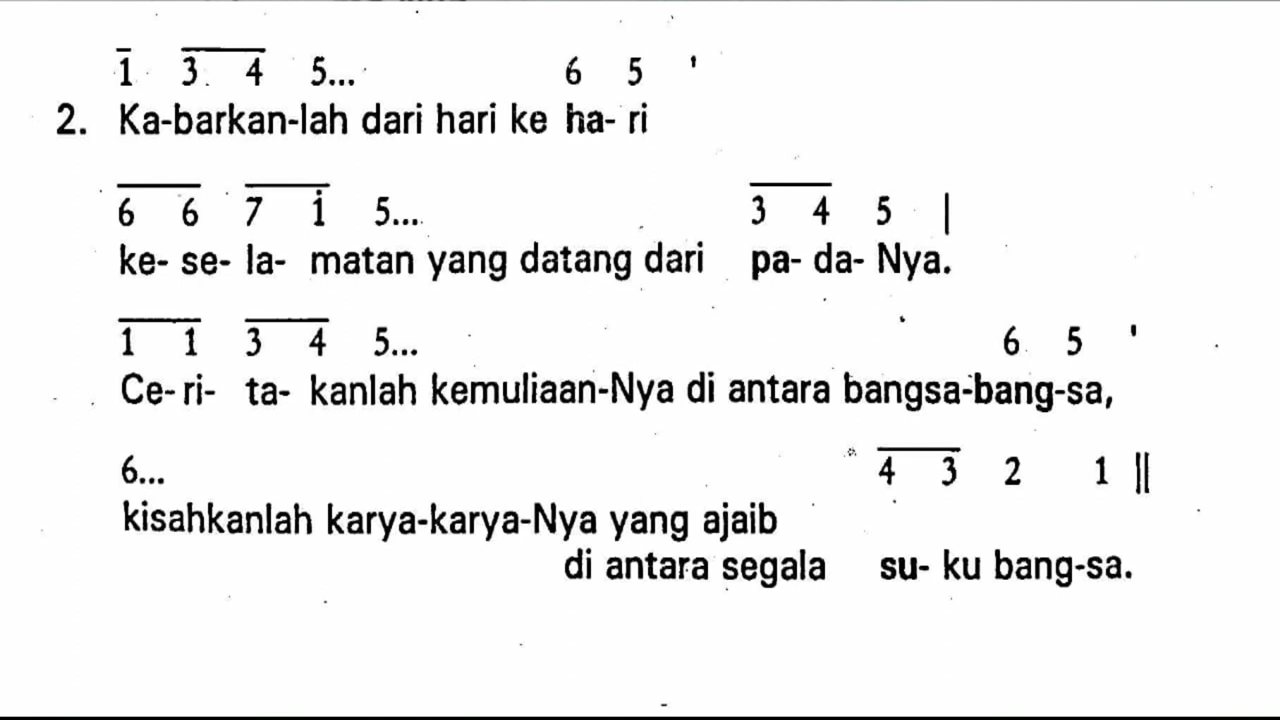 1 3 4 5... 6 5 '
2. Ka-barkan-lah dari hari ke ha- ri
6 6 7 i 5... 3 4 5 |
ke- se- la- matan yang datang dari pa- da- Nya.
1 1 3 4 5... 6 5 '
Ce- ri- ta- kanlah kemuliaan-Nya di antara bangsa-bang-sa,
6... 4 3 2 1 ||
kisahkanlah karya-karya-Nya yang ajaib
di antara segala su- ku bang-sa.